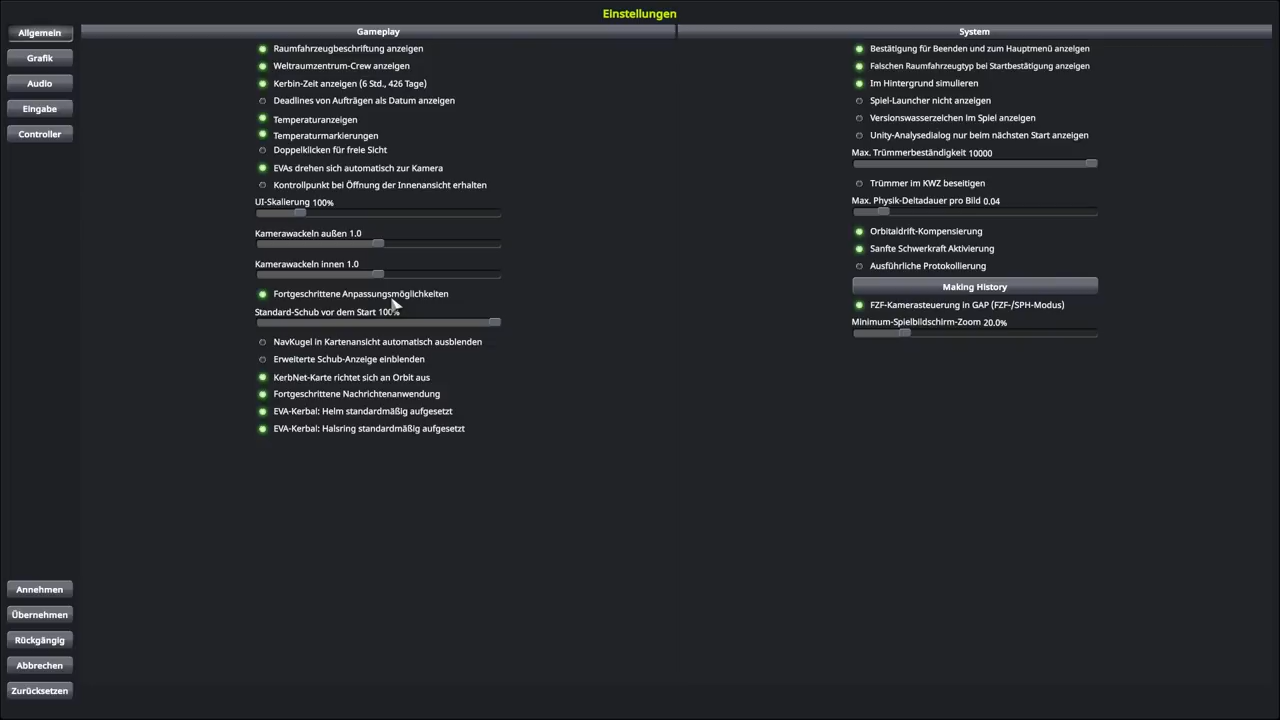 Einstellungen
Allgemein
Grafik
Audio
Eingabe
Controller
Gameplay
Raumfahrzeugbeschriftung anzeigen
Weltraumzentrum-Crew anzeigen
Kerbin-Zeit anzeigen (6 Std., 426 Tage)
Deadlines von Aufträgen als Datum anzeigen
Temperaturanzeigen
Temperaturmarkierungen
Doppelklicken für freie Sicht
EVAs drehen sich automatisch zur Kamera
Kontrollpunkt bei Öffnung der Innenansicht erhalten
UI-Skalierung 100%
Kamerawackeln außen 1.0
Kamerawackeln innen 1.0
Fortgeschrittene Anpassungsmöglichkeiten
Standard-Schub vor dem Start 100%
NavKugel in Kartenansicht automatisch ausblenden
Erweiterte Schub-Anzeige einblenden
KerbNet-Karte richtet sich an Orbit aus
Fortgeschrittene Nachrichtenanwendung
EVA-Kerbal: Helm standardmäßig aufgesetzt
EVA-Kerbal: Halsring standardmäßig aufgesetzt
System
Bestätigung für Beenden und zum Hauptmenü anzeigen
Falschen Raumfahrzeugtyp bei Startbestätigung anzeigen
Im Hintergrund simulieren
Spiel-Launcher nicht anzeigen
Versionswasserzeichen im Spiel anzeigen
Unity-Analysedialog nur beim nächsten Start anzeigen
Max. Trümmerbeständigkeit 10000
Trümmer im KWZ beseitigen
Max. Physik-Deltadauer pro Bild 0.04
Orbitaldrift-Kompensierung
Sanfte Schwerkraft Aktivierung
Ausführliche Protokollierung
Making History
FZF-Kamerasteuerung in GAP (FZF-/SPH-Modus)
Minimum-Spielbildschirm-Zoom 20.0%
Annehmen
Übernehmen
Rückgängig
Abbrechen
Zurücksetzen